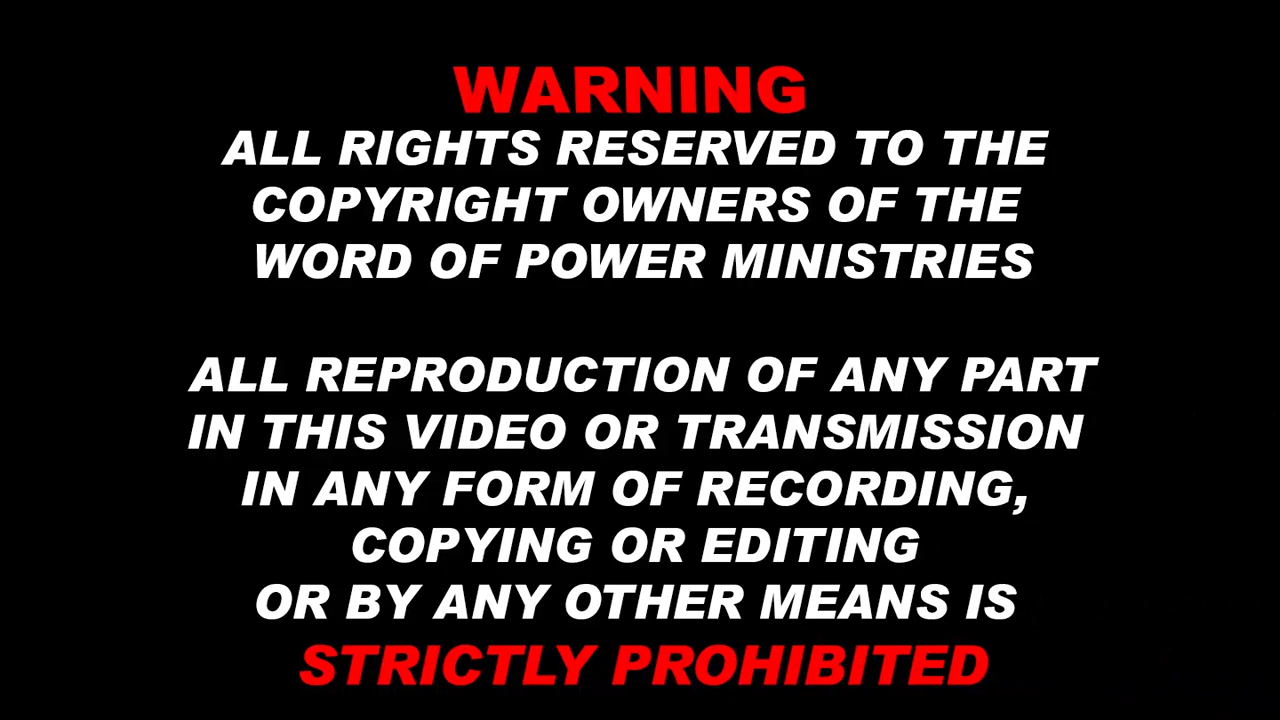 WARNING
ALL RIGHTS RESERVED TO THE
COPYRIGHT OWNERS OF THE
WORD OF POWER MINISTRIES
ALL REPRODUCTION OF ANY PART
IN THIS VIDEO OR TRANSMISSION
IN ANY FORM OF RECORDING,
COPYING OR EDITING
OR BY ANY OTHER MEANS IS
STRICTLY PROHIBITED